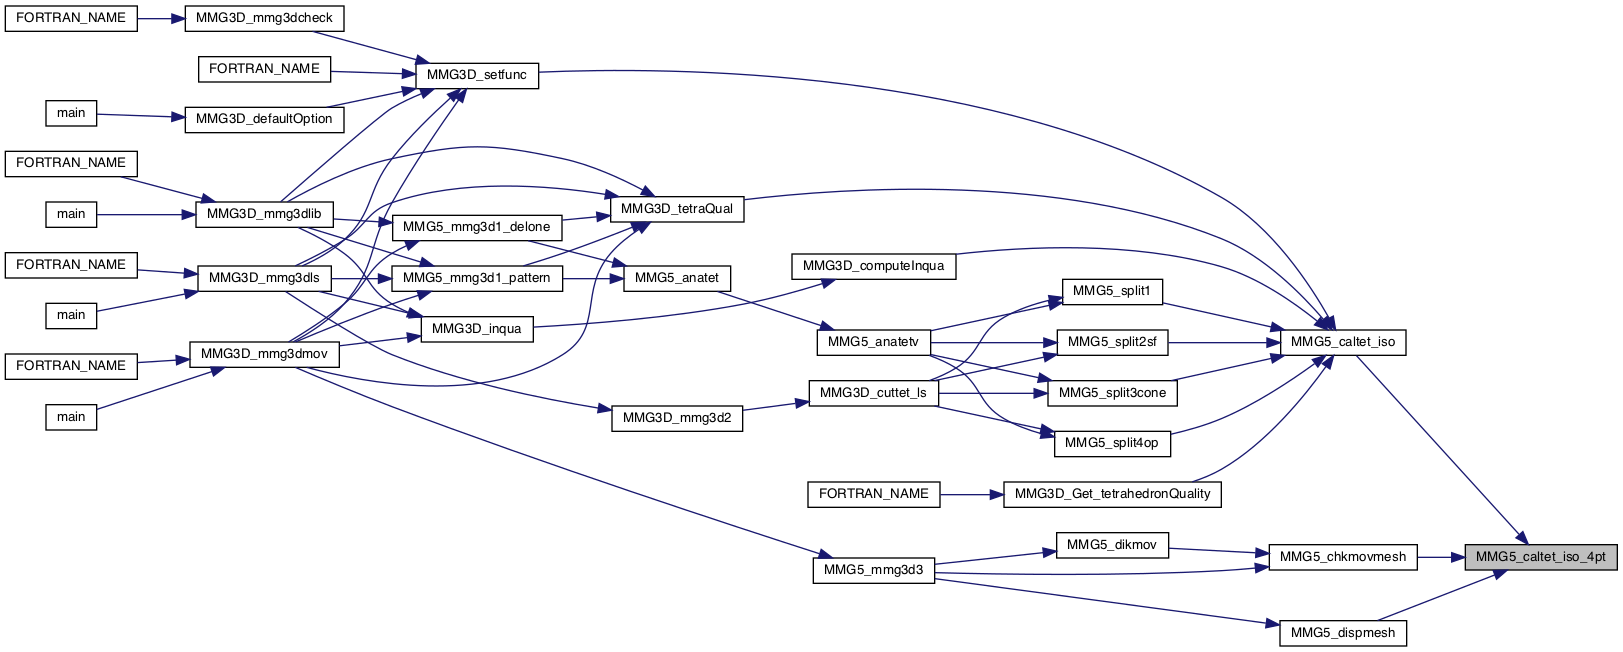 FORTRAN_NAME
MMG3D_mmg3dcheck
FORTRAN_NAME
MMG3D_setfunc
main
MMG3D_defaultOption
FORTRAN_NAME
main
MMG3D_mmg3dlib
MMG3D_tetraQual
MMG5_mmg3d1_delone
FORTRAN_NAME
MMG3D_mmg3dls
MMG5_mmg3d1_pattern
MMG5_anatet
MMG3D_computeInqua
main
MMG3D_inqua
MMG5_split1
FORTRAN_NAME
MMG3D_mmg3dmov
MMG5_anatetv
MMG5_split2sf
MMG5_caltet_iso
main
MMG3D_mmg3d2
MMG3D_cuttet_ls
MMG5_split3cone
MMG5_split4op
FORTRAN_NAME
MMG3D_Get_tetrahedronQuality
MMG5_mmg3d3
MMG5_dikmov
MMG5_chkmovmesh
MMG5_caltet_iso_4pt
MMG5_dispmesh